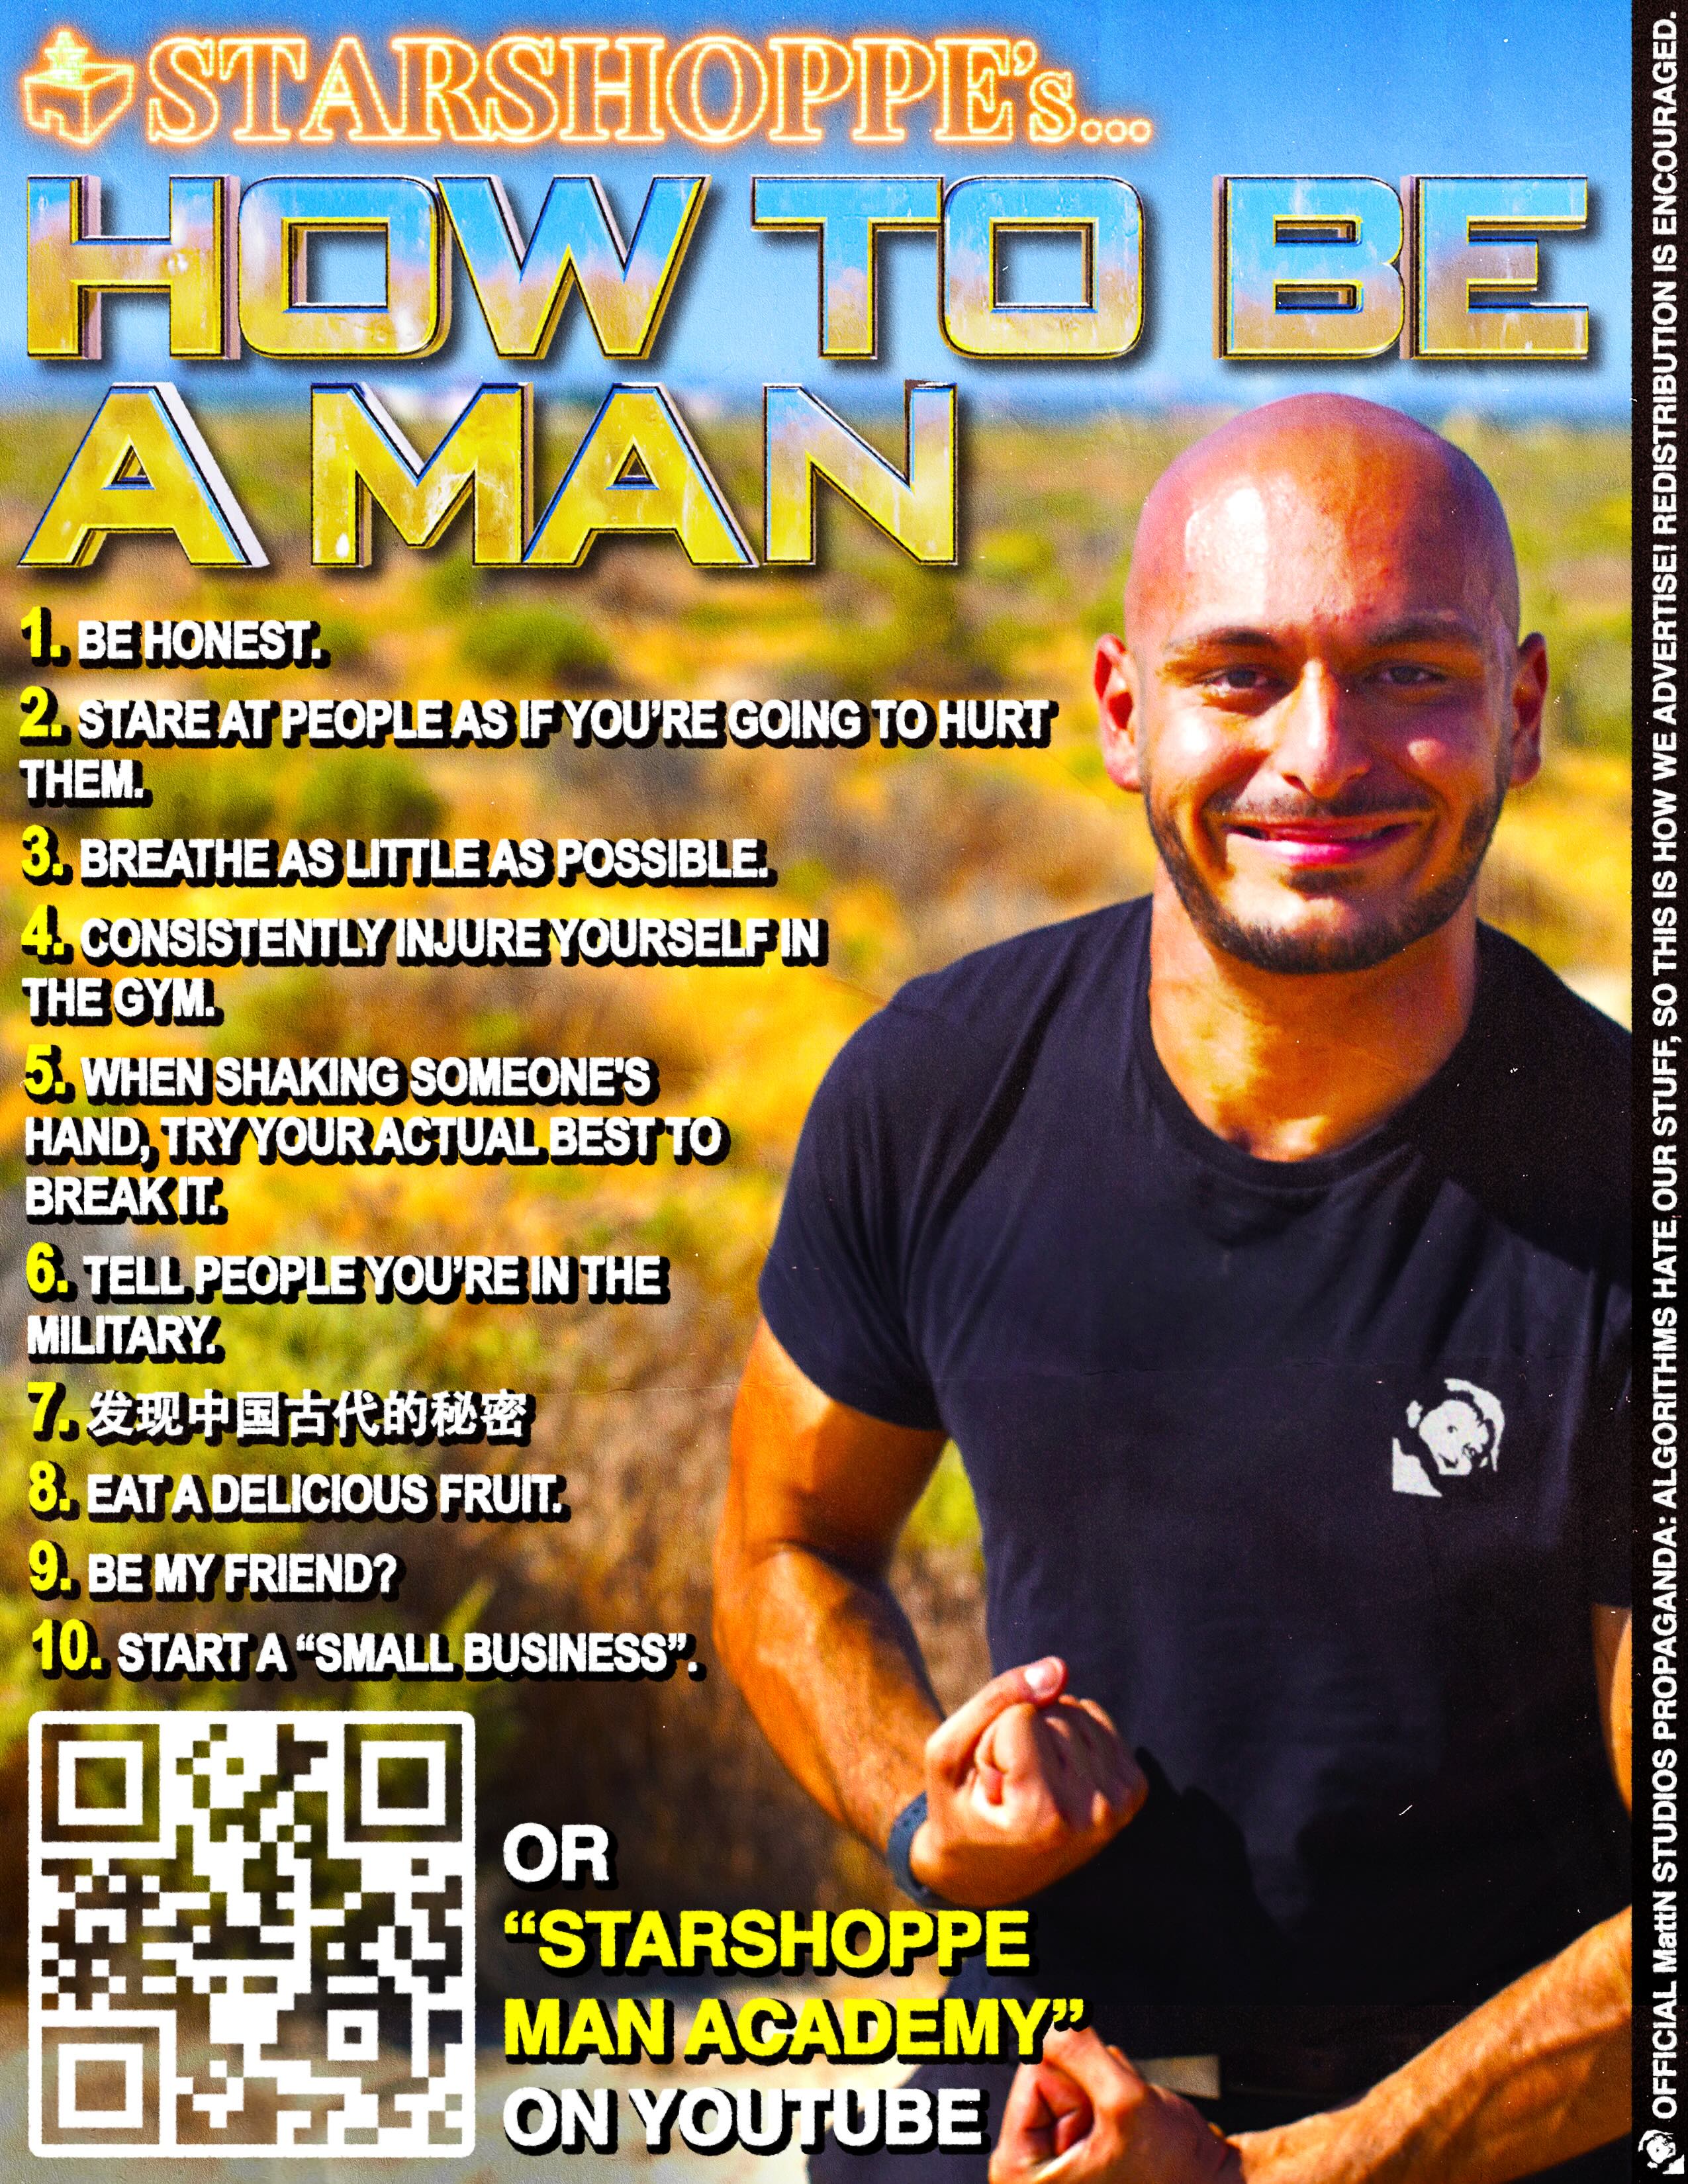 STARSHOPPE's...
HOW TO BE
A MAN
1. BE HONEST.
2. STARE AT PEOPLE AS IF YOU'RE GOING TO HURT
THEM.
3. BREATHE AS LITTLE AS POSSIBLE.
4. CONSISTENTLY INJURE YOURSELF IN
THE GYM.
5. WHEN SHAKING SOMEONE'S
HAND, TRY YOUR ACTUAL BEST TO
BREAK IT.
6. TELL PEOPLE YOU'RE IN THE
MILITARY.
7. 发现中国古代的秘密
8. EAT A DELICIOUS FRUIT.
9. BE MY FRIEND?
10. START A “SMALL BUSINESS”.
OR
“STARSHOPPE
MAN ACADEMY”
ON YOUTUBE
OFFICIAL MattN STUDIOS PROPAGANDA: ALGORITHMS HATE OUR STUFF, SO THIS IS HOW WE ADVERTISE! REDISTRIBUTION IS ENCOURAGED.